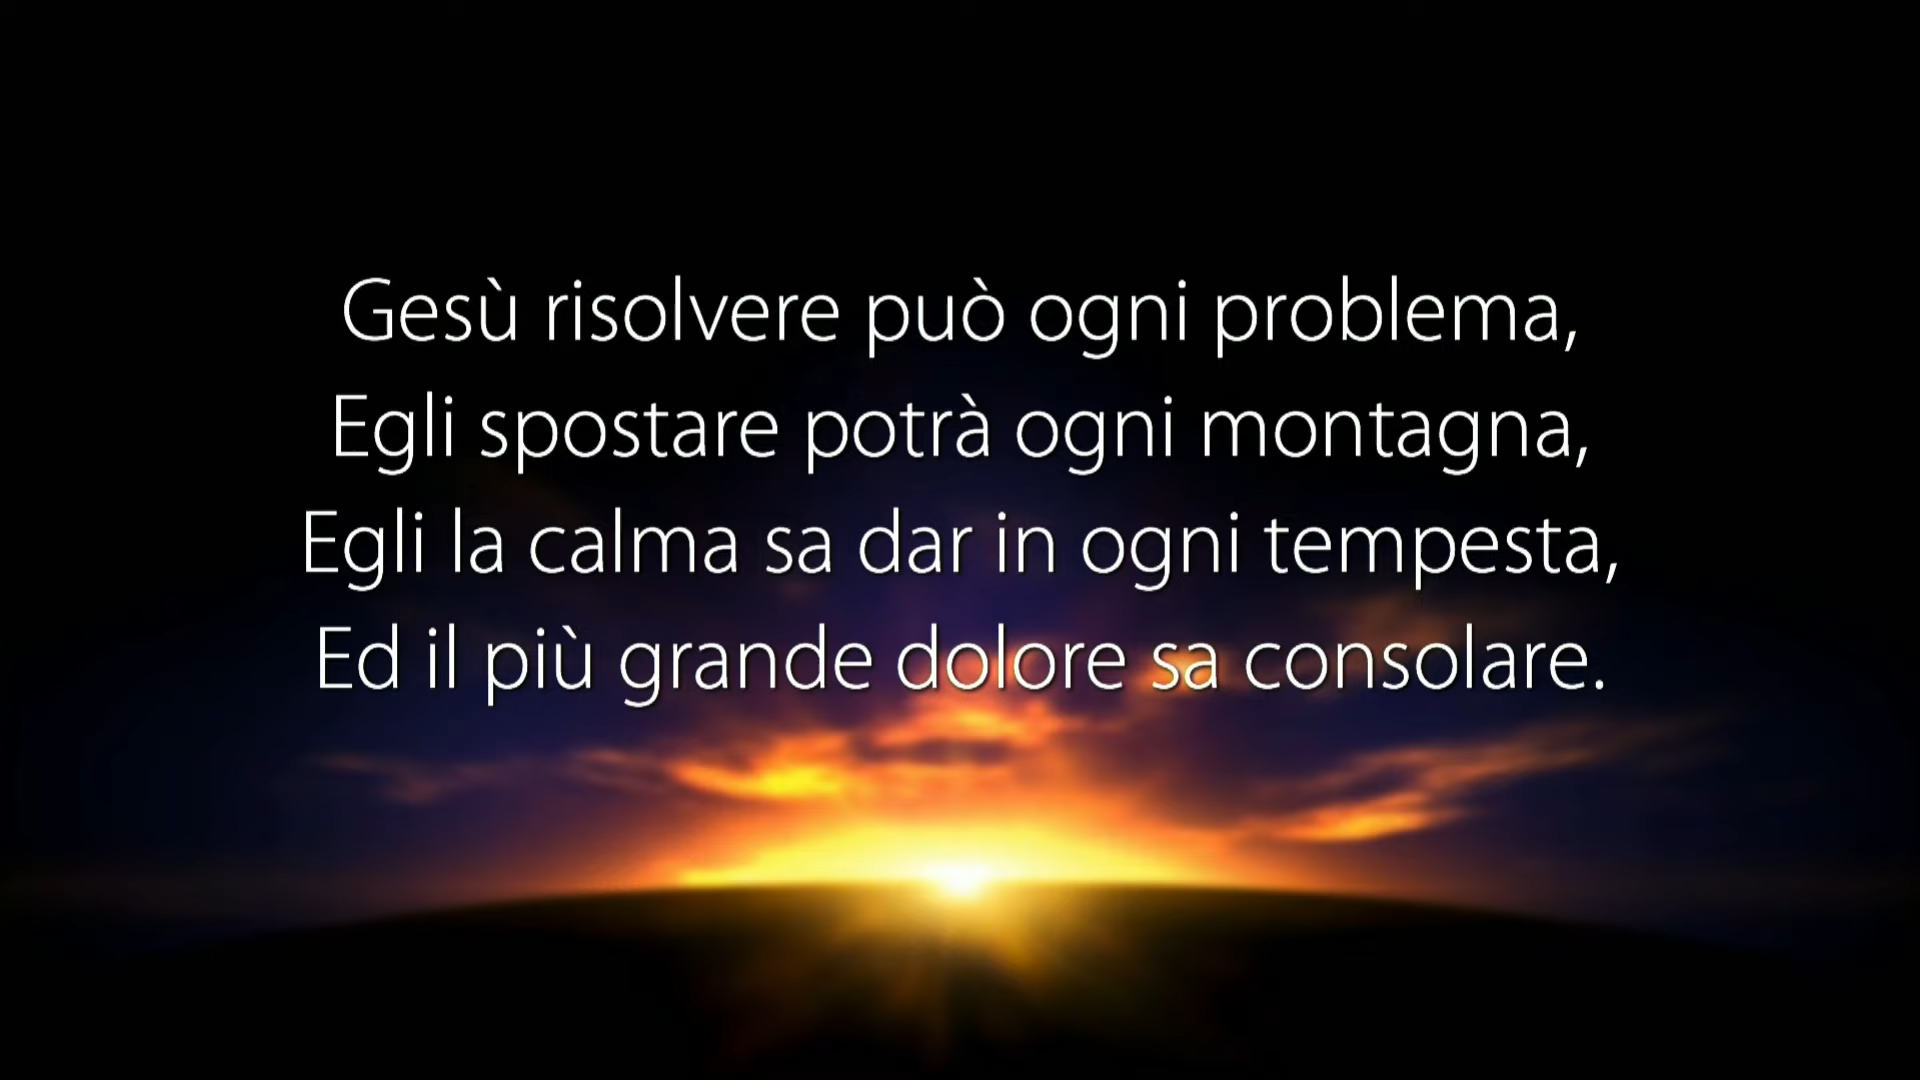 Gesù risolvere può ogni problema,
Egli spostare potrà ogni montagna,
Egli la calma sa dar in ogni tempesta,
Ed il più grande dolore sa consolare.